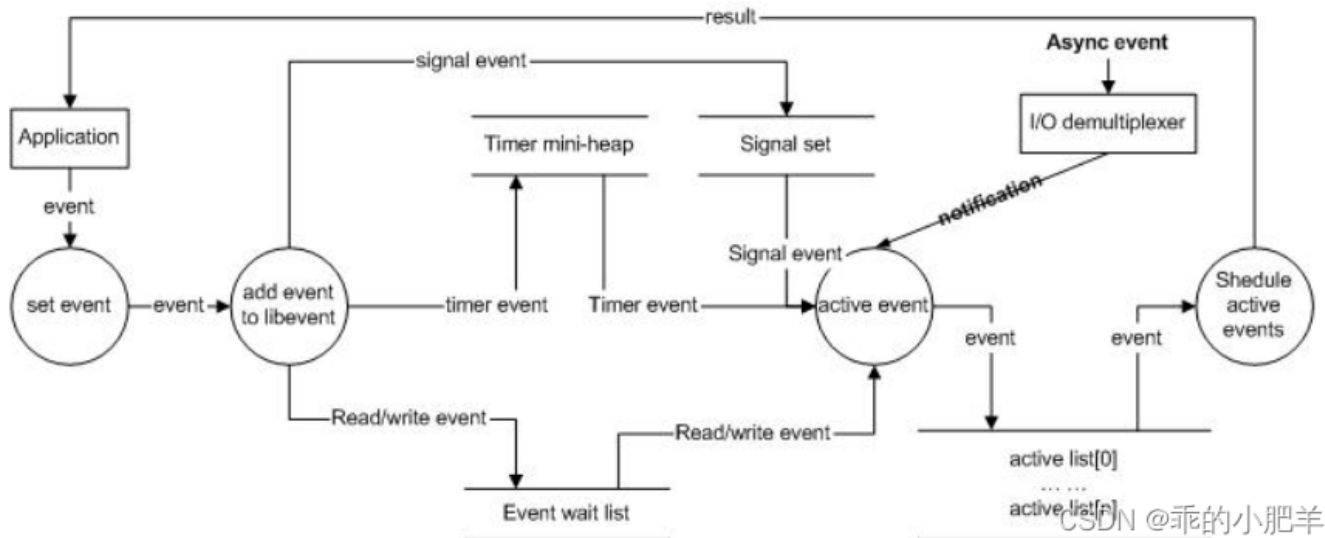 result
Async event
signal event
Application
Timer mini-heap
Signal set
I/O demultiplexer
event
notification
Signal event
set event
event
add event
to libevent
timer event
Timer event
active event
event
event
Shedule
active
events
Read/write event
Read/write event
Event wait list
active list[0]
... ...
active list[n]
CSDN @乖的小肥羊